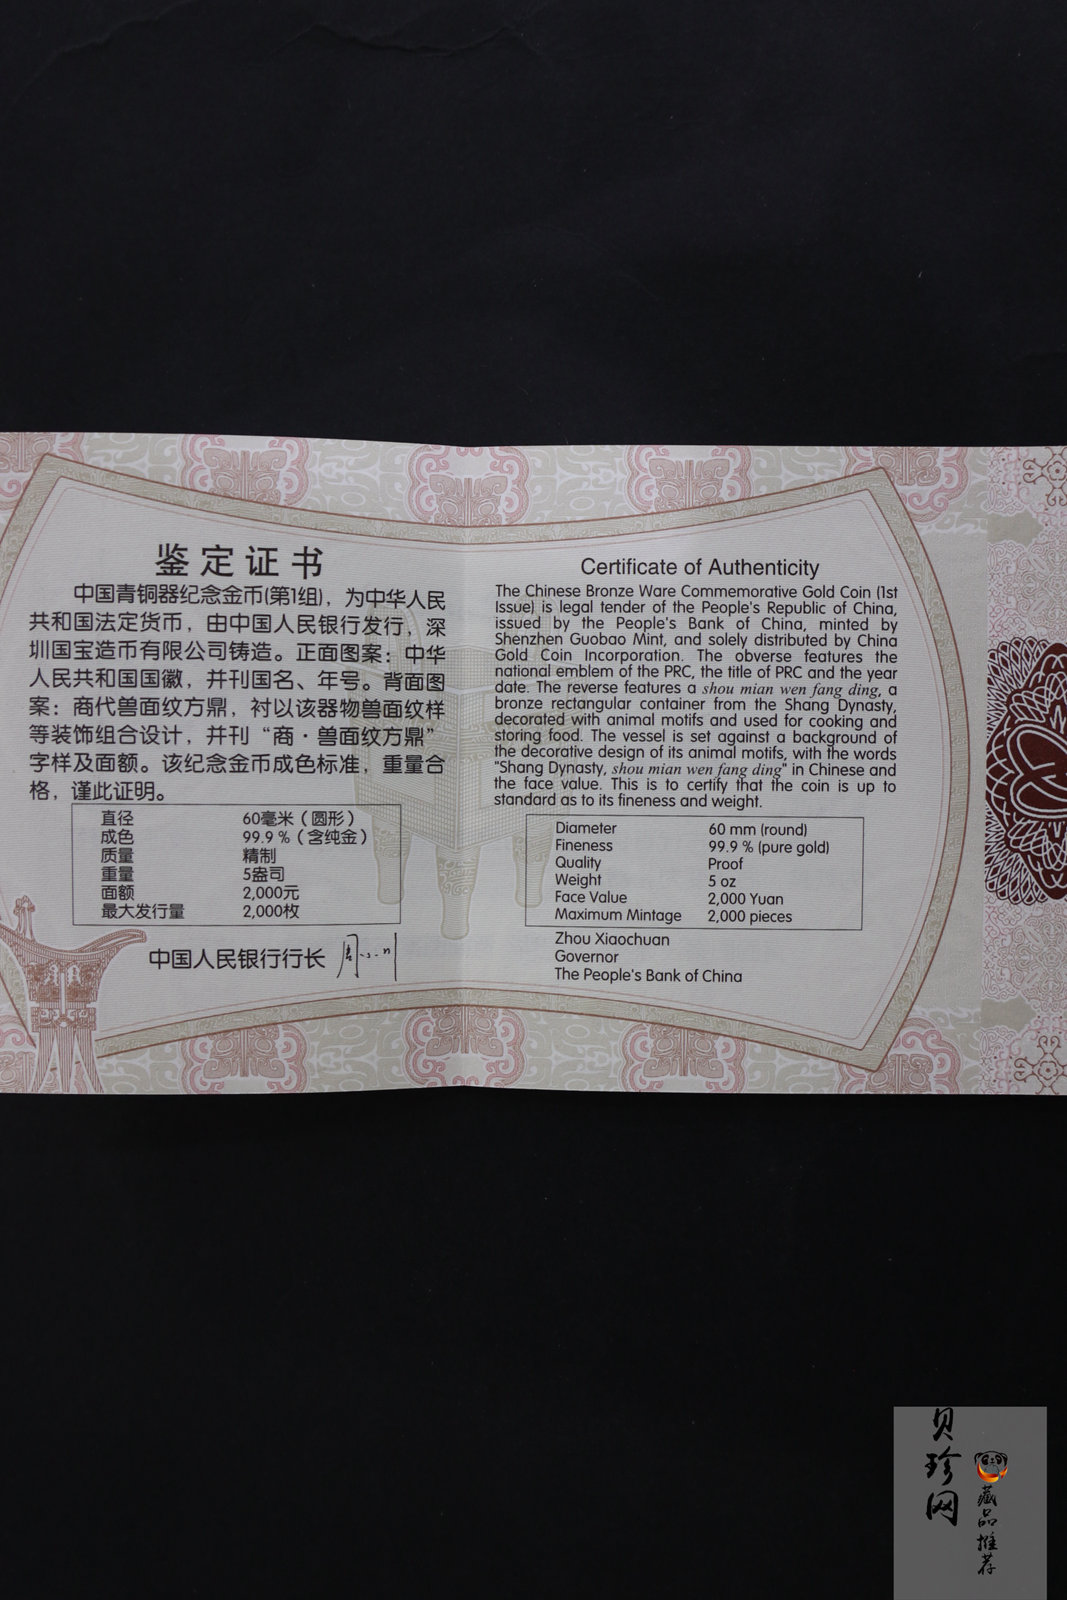 鉴定证书
中国青铜器纪念金币(第1组)，为中华人民
共和国法定货币，由中国人民银行发行，深
圳国宝造币有限公司铸造。正面图案：中华
人民共和国国徽，并刊国名、年号。背面图
案：商代兽面纹方鼎，衬以该器物兽面纹样
等装饰组合设计，并刊“商·兽面纹方鼎”
字样及面额。该纪念金币成色标准，重量合
格，谨此证明。
直径 60毫米（圆形）
成色 99.9 %（含纯金）
质量 精制
重量 5盎司
面额 2,000元
最大发行量 2,000枚
中国人民银行行长
Certificate of Authenticity
The Chinese Bronze Ware Commemorative Gold Coin (1st
Issue) is legal tender of the People's Republic of China,
issued by the People's Bank of China, minted by
Shenzhen Guobao Mint, and solely distributed by China
Gold Coin Incorporation. The obverse features the
national emblem of the PRC, the title of PRC and the year
date. The reverse features a shou mian wen fang ding, a
bronze rectangular container from the Shang Dynasty,
decorated with animal motifs and used for cooking and
storing food. The vessel is set against a background of
the decorative design of its animal motifs, with the words
"Shang Dynasty, shou mian wen fang ding" in Chinese and
the face value. This is to certify that the coin is up to
standard as to its fineness and weight.
Diameter 60 mm (round)
Fineness 99.9 % (pure gold)
Quality Proof
Weight 5 oz
Face Value 2,000 Yuan
Maximum Mintage 2,000 pieces
Zhou Xiaochuan
Governor
The People's Bank of China
贝珍网
藏品推荐